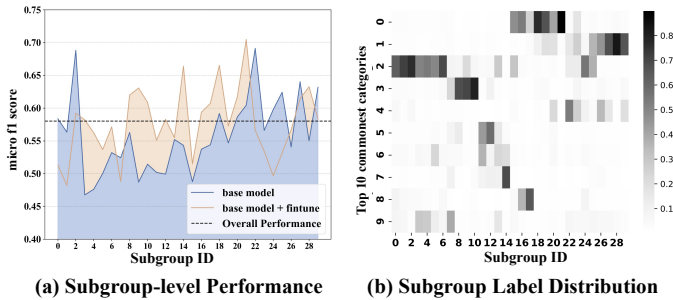 0.75
0.70
0.65
0.60
0.55
0.50
0.45
0.40
micro f1 score
0 2 4 6 8 10 12 14 16 18 20 22 24 26 28
Subgroup ID
base model
base model + fintune
Overall Performance
(a) Subgroup-level Performance
Top 10 commonest categories
0
1
2
3
4
5
6
7
8
9
0 2 4 6 8 10 12 14 16 18 20 22 24 26 28
Subgroup ID
0.8
0.7
0.6
0.5
0.4
0.3
0.2
0.1
(b) Subgroup Label Distribution